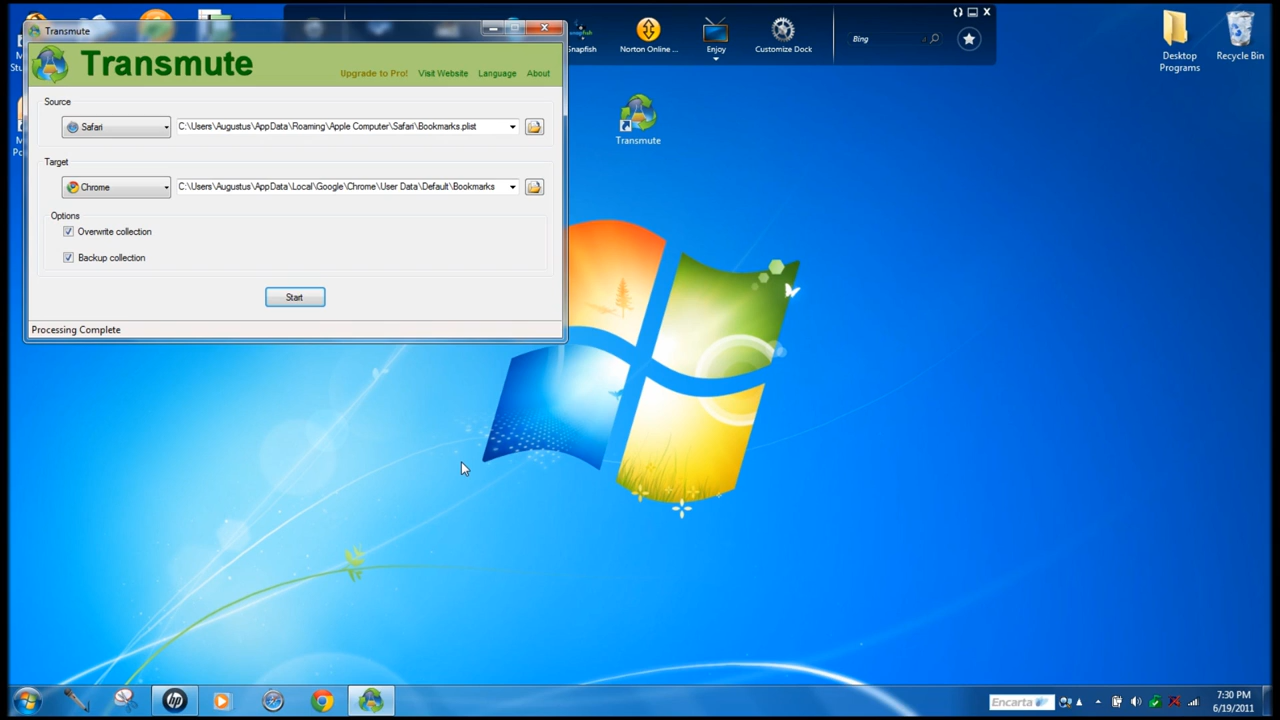 Transmute
Transmute
Upgrade to Pro!
Visit Website
Language
About
Source
Safari
C:\Users\Augustus\AppData\Roaming\Apple Computer\Safari\Bookmarks.plist
Target
Chrome
C:\Users\Augustus\AppData\Local\Google\Chrome\User Data\Default\Bookmarks
Options
Overwrite collection
Backup collection
Start
Processing Complete
Norton Online ...
Enjoy
Customize Dock
Bing
Transmute
Desktop
Programs
Recycle Bin
hp
Encarta
7:30 PM
6/19/2011